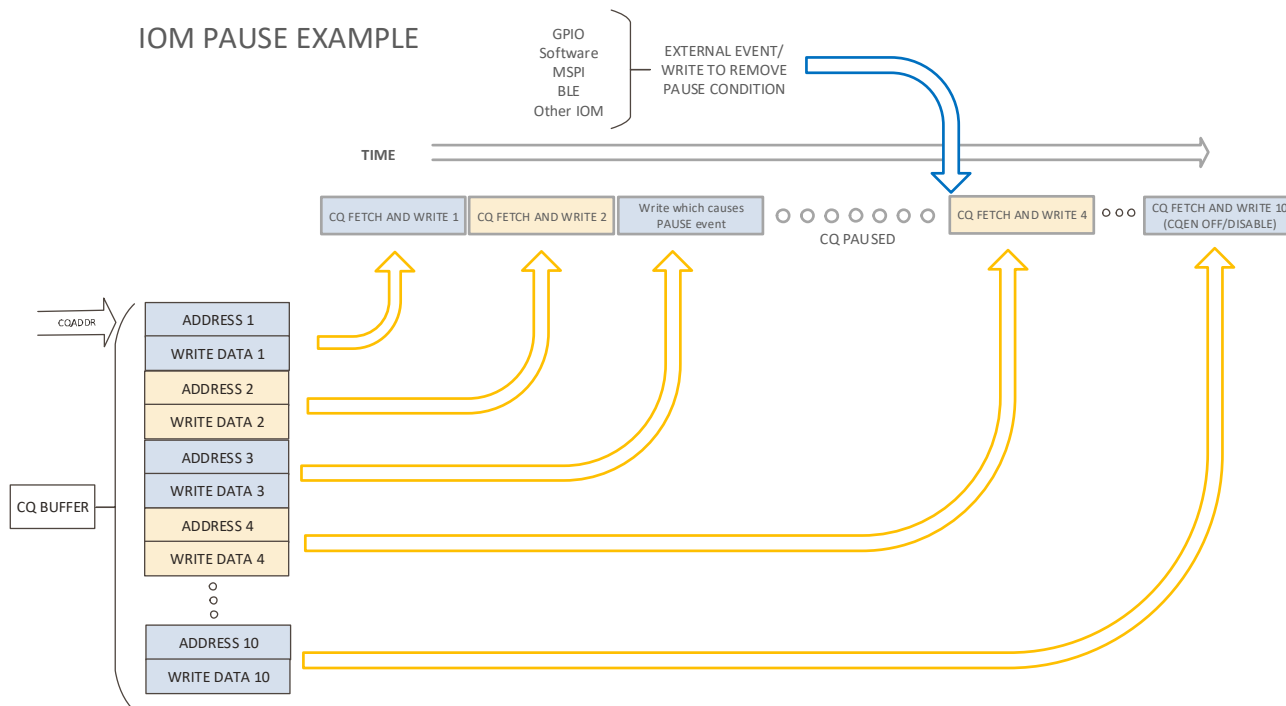 IOM PAUSE EXAMPLE
GPIO
Software
MSPI
BLE
Other IOM
EXTERNAL EVENT/
WRITE TO REMOVE
PAUSE CONDITION
TIME
CQ FETCH AND WRITE 1
CQ FETCH AND WRITE 2
Write which causes
PAUSE event
CQ PAUSED
CQ FETCH AND WRITE 4
CQ FETCH AND WRITE 10
(CQEN OFF/DISABLE)
CQADDR
ADDRESS 1
WRITE DATA 1
ADDRESS 2
WRITE DATA 2
ADDRESS 3
WRITE DATA 3
CQ BUFFER
ADDRESS 4
WRITE DATA 4
ADDRESS 10
WRITE DATA 10